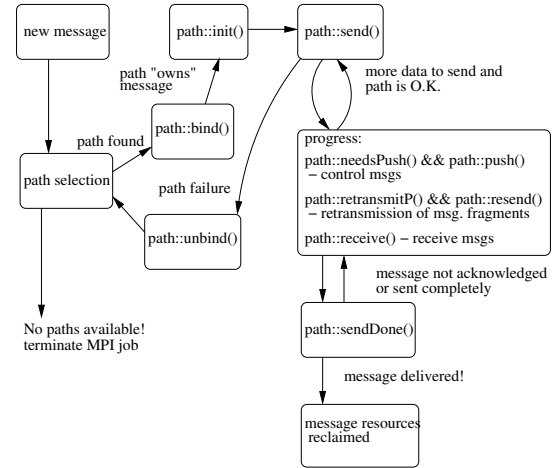 new message
path::init()
path::send()
path "owns"
message
more data to send and
path is O.K.
path::bind()
path found
progress:
path::needsPush() && path::push()
– control msgs
path::retransmitP() && path::resend()
– retransmission of msg. fragments
path::receive() – receive msgs
path selection
path failure
path::unbind()
message not acknowledged
or sent completely
No paths available!
terminate MPI job
path::sendDone()
message delivered!
message resources
reclaimed